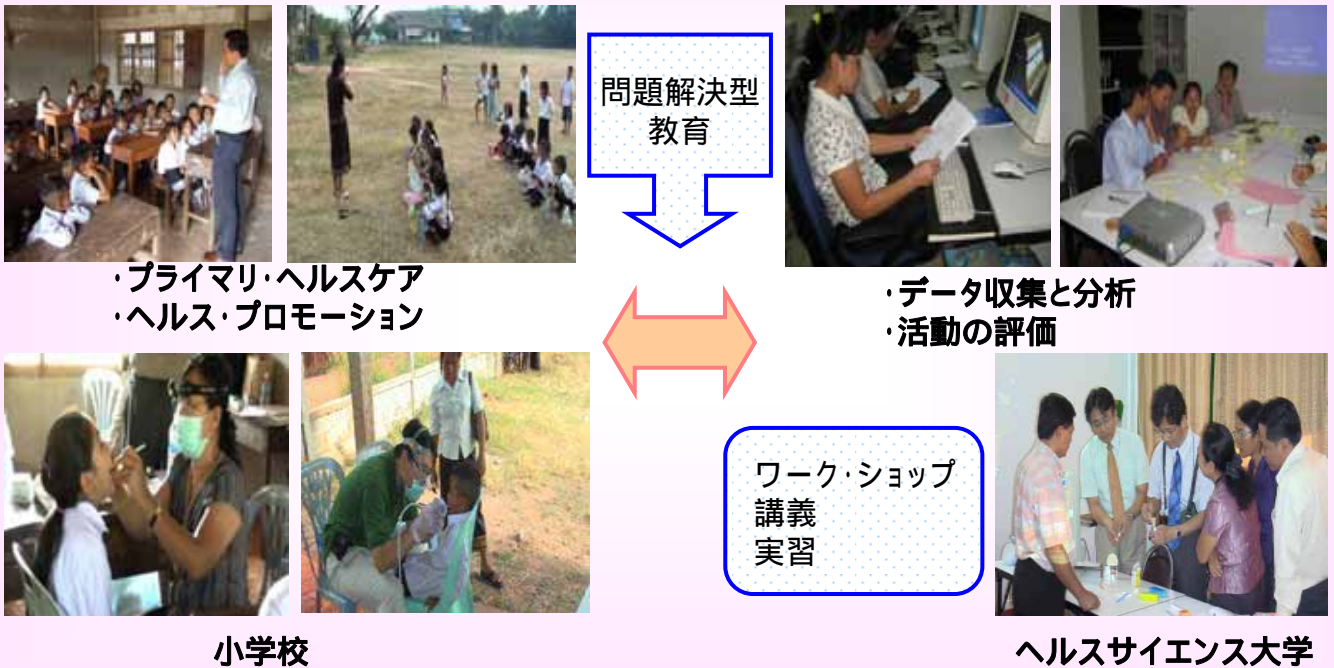 問題解決型
教育
・プライマリ・ヘルスケア
・ヘルス・プロモーション
・データ収集と分析
・活動の評価
ワーク・ショップ
講義
実習
小学校
ヘルスサイエンス大学